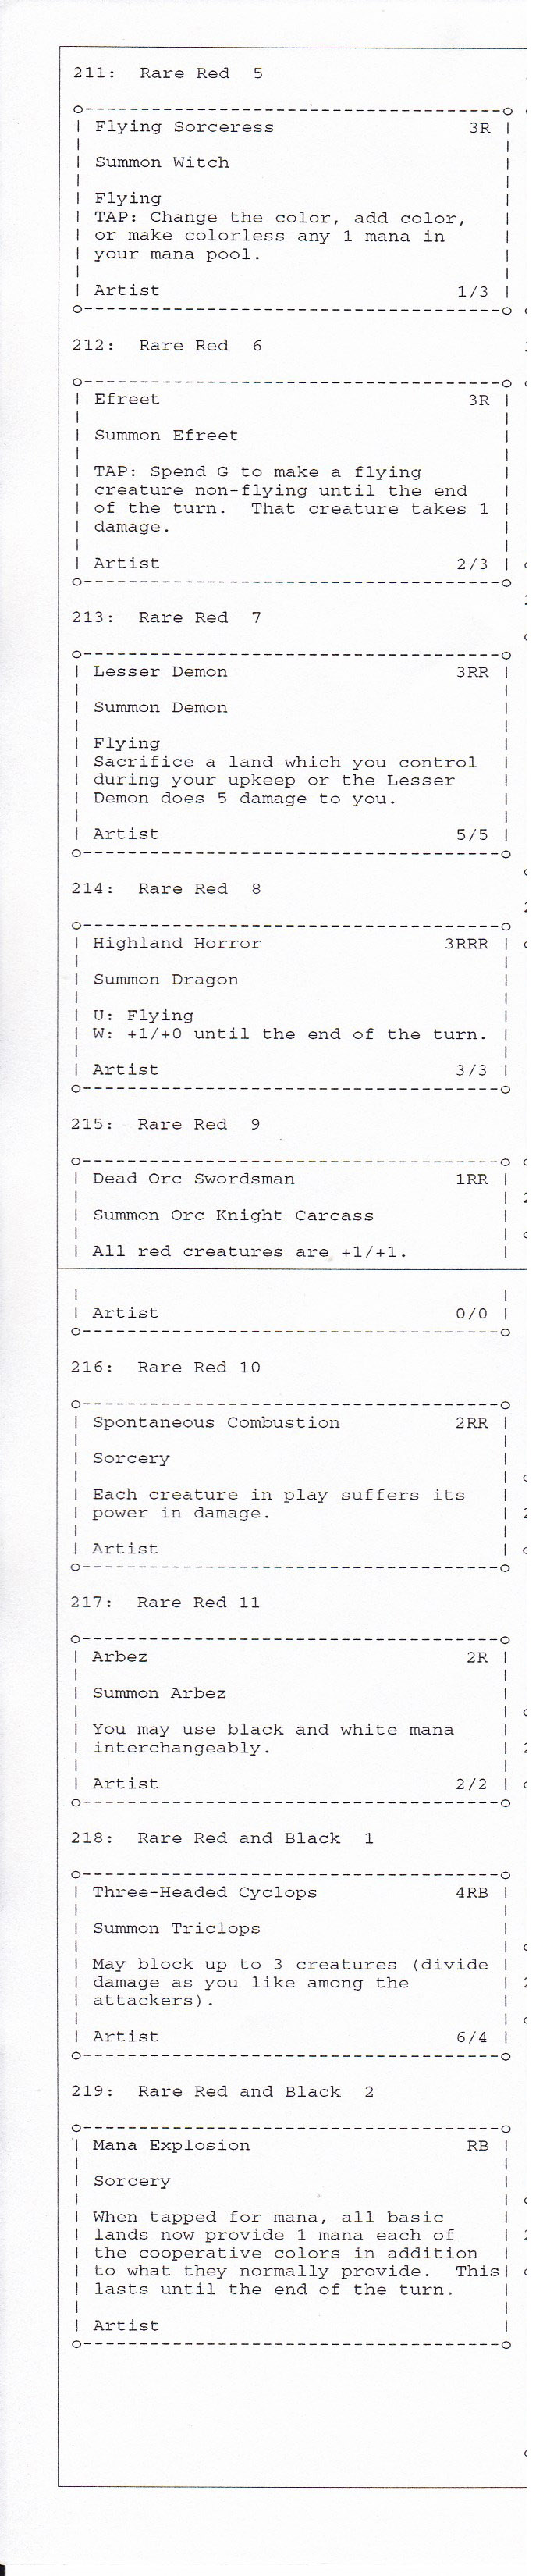 211:  Rare Red  5
o----------------------------------o
| Flying Sorceress 3R |
| Summon Witch |
| Flying |
| TAP: Change the color, add color, |
| or make colorless any 1 mana in |
| your mana pool. |
| Artist 1/3 |
o----------------------------------o
212:  Rare Red  6
o----------------------------------o
| Efreet 3R |
| Summon Efreet |
| TAP: Spend G to make a flying |
| creature non-flying until the end |
| of the turn.  That creature takes 1 |
| damage. |
| Artist 2/3 |
o----------------------------------o
213:  Rare Red  7
o----------------------------------o
| Lesser Demon 3RR |
| Summon Demon |
| Flying |
| Sacrifice a land which you control |
| during your upkeep or the Lesser |
| Demon does 5 damage to you. |
| Artist 5/5 |
o----------------------------------o
214:  Rare Red  8
o----------------------------------o
| Highland Horror 3RRR |
| Summon Dragon |
| U: Flying |
| W: +1/+0 until the end of the turn. |
| Artist 3/3 |
o----------------------------------o
215:  Rare Red  9
o----------------------------------o
| Dead Orc Swordsman 1RR |
| Summon Orc Knight Carcass |
| All red creatures are +1/+1. |
| Artist 0/0 |
o----------------------------------o
216:  Rare Red 10
o----------------------------------o
| Spontaneous Combustion 2RR |
| Sorcery |
| Each creature in play suffers its |
| power in damage. |
| Artist |
o----------------------------------o
217:  Rare Red 11
o----------------------------------o
| Arbez 2R |
| Summon Arbez |
| You may use black and white mana |
| interchangeably. |
| Artist 2/2 |
o----------------------------------o
218:  Rare Red and Black  1
o----------------------------------o
| Three-Headed Cyclops 4RB |
| Summon Triclops |
| May block up to 3 creatures (divide |
| damage as you like among the |
| attackers). |
| Artist 6/4 |
o----------------------------------o
219:  Rare Red and Black  2
o----------------------------------o
| Mana Explosion RB |
| Sorcery |
| When tapped for mana, all basic |
| lands now provide 1 mana each of |
| the cooperative colors in addition |
| to what they normally provide.  This|
| lasts until the end of the turn. |
| Artist |
o----------------------------------o